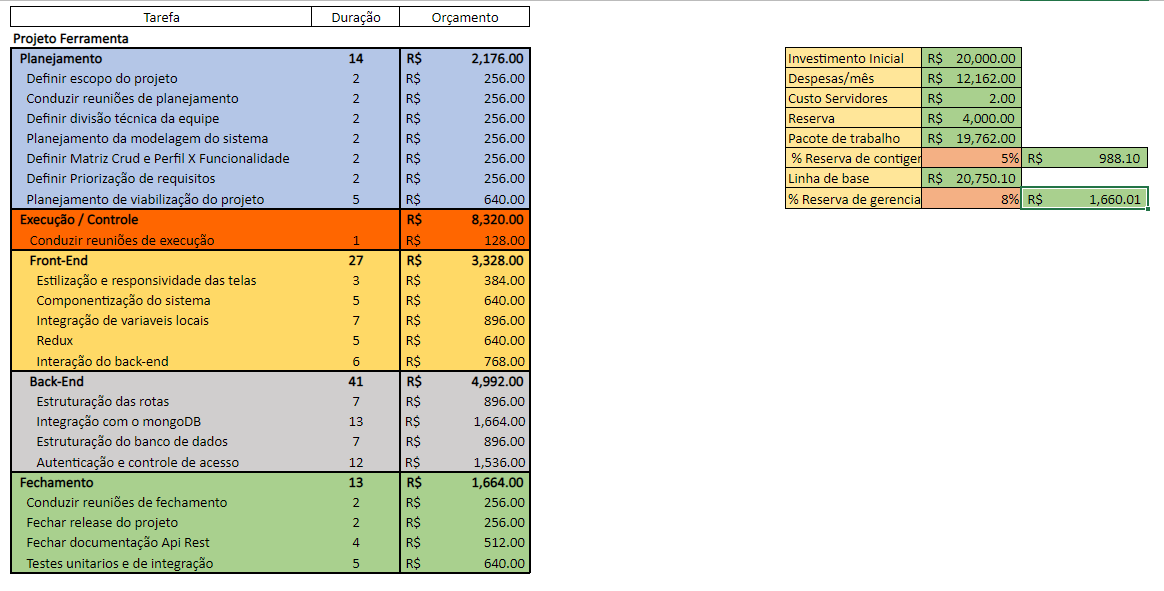 Tarefa Duração Orçamento
Projeto Ferramenta
Planejamento 14 R$ 2,176.00
Definir escopo do projeto 2 R$ 256.00
Conduzir reuniões de planejamento 2 R$ 256.00
Definir divisão técnica da equipe 2 R$ 256.00
Planejamento da modelagem do sistema 2 R$ 256.00
Definir Matriz Crud e Perfil X Funcionalidade 2 R$ 256.00
Definir Priorização de requisitos 2 R$ 256.00
Planejamento de viabilização do projeto 5 R$ 640.00
Execução / Controle R$ 8,320.00
Conduzir reuniões de execução 1 R$ 128.00
Front-End 27 R$ 3,328.00
Estilização e responsividade das telas 3 R$ 384.00
Componentização do sistema 5 R$ 640.00
Integração de variaveis locais 7 R$ 896.00
Redux 5 R$ 640.00
Interação do back-end 6 R$ 768.00
Back-End 41 R$ 4,992.00
Estruturação das rotas 7 R$ 896.00
Integração com o mongoDB 13 R$ 1,664.00
Estruturação do banco de dados 7 R$ 896.00
Autenticação e controle de acesso 12 R$ 1,536.00
Fechamento 13 R$ 1,664.00
Conduzir reuniões de fechamento 2 R$ 256.00
Fechar release do projeto 2 R$ 256.00
Fechar documentação Api Rest 4 R$ 512.00
Testes unitarios e de integração 5 R$ 640.00
Investimento Inicial R$ 20,000.00
Despesas/mês R$ 12,162.00
Custo Servidores R$ 2.00
Reserva R$ 4,000.00
Pacote de trabalho R$ 19,762.00
% Reserva de contiger 5% R$ 988.10
Linha de base R$ 20,750.10
% Reserva de gerencia 8% R$ 1,660.01